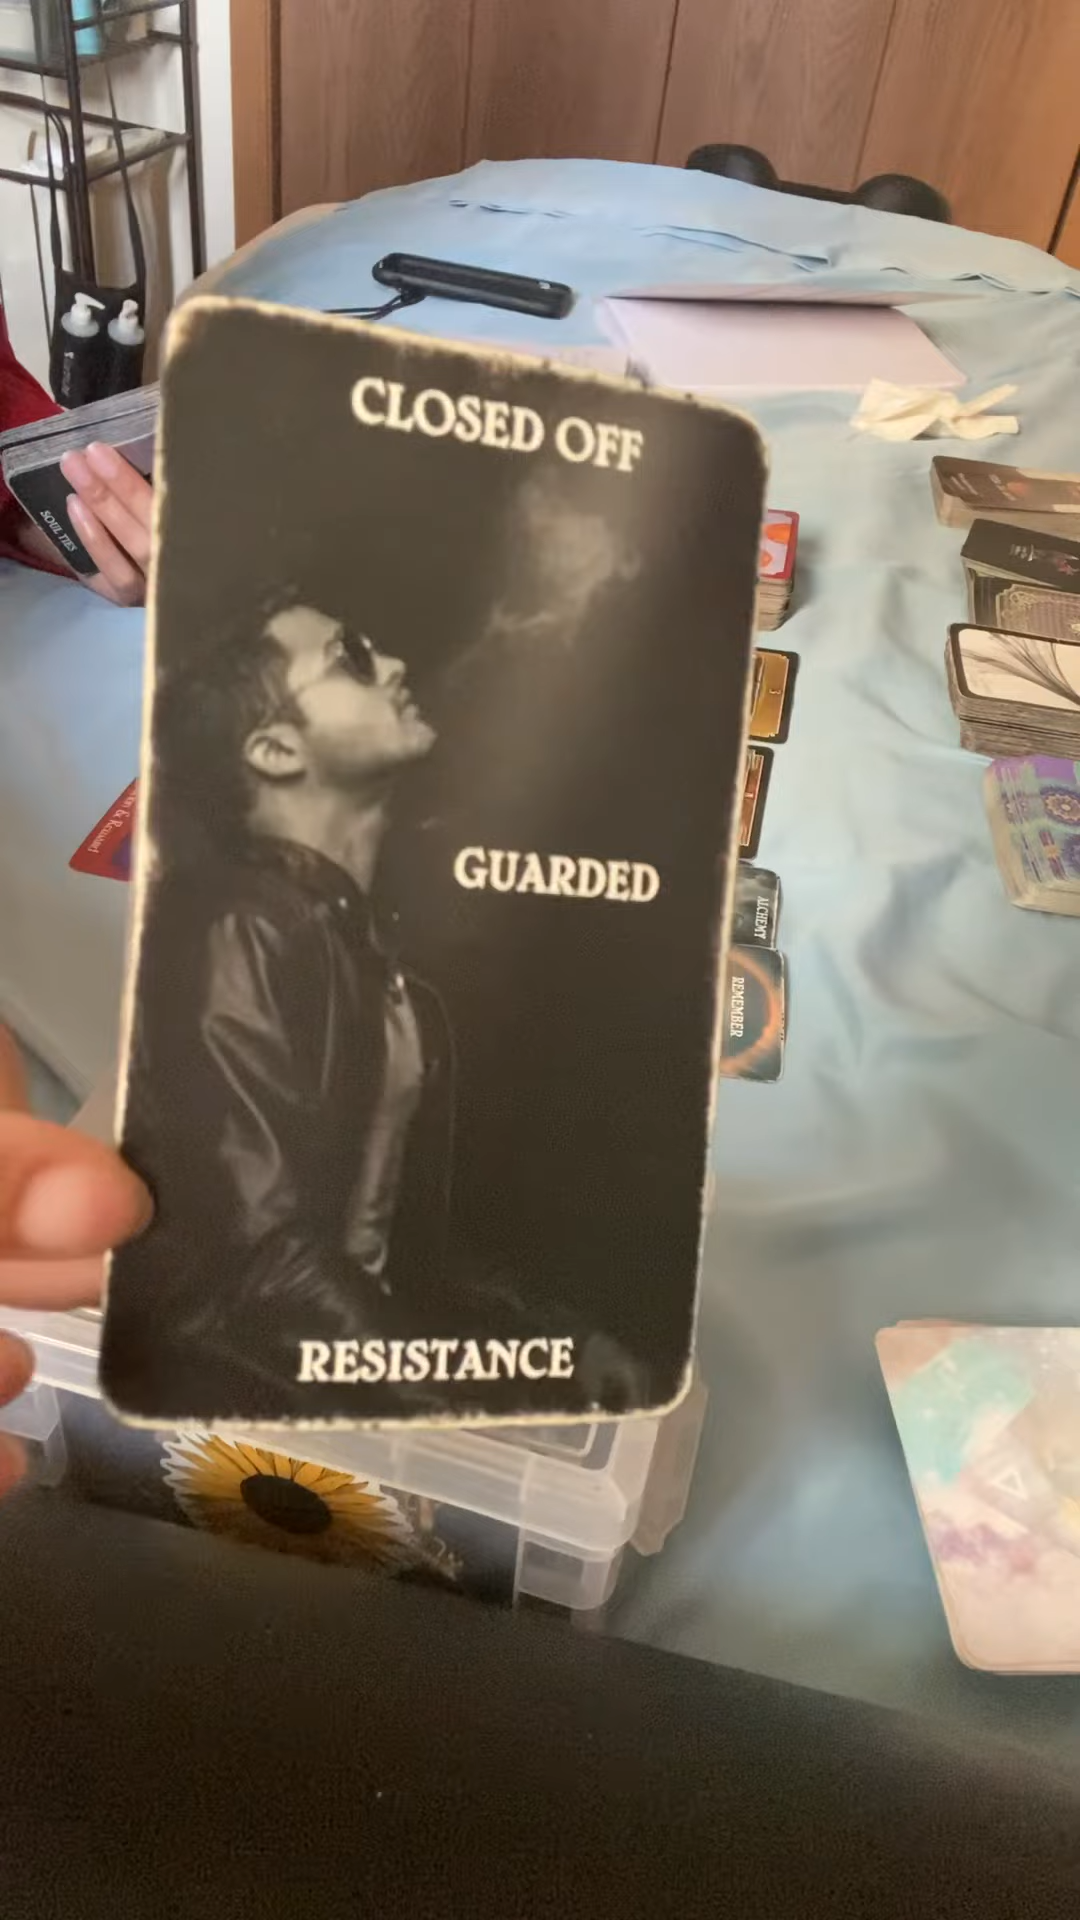 CLOSED OFF
GUARDED
RESISTANCE
SOUL TIES
ALCHEMY
REMEMBER